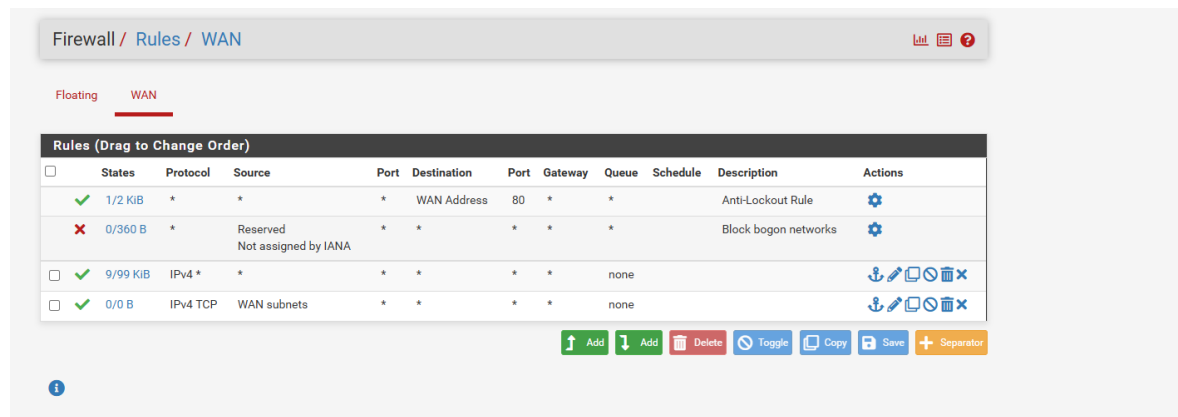 Firewall / Rules / WAN
Floating WAN
Rules (Drag to Change Order)
States Protocol Source Port Destination Port Gateway Queue Schedule Description Actions
1/2 KiB * * * WAN Address 80 * * Anti-Lockout Rule
0/360 B * Reserved * * * * * Block bogon networks
Not assigned by IANA
9/99 KiB IPv4 * * * * * * none
0/0 B IPv4 TCP WAN subnets * * * * none
Add Add Delete Toggle Copy Save Separator